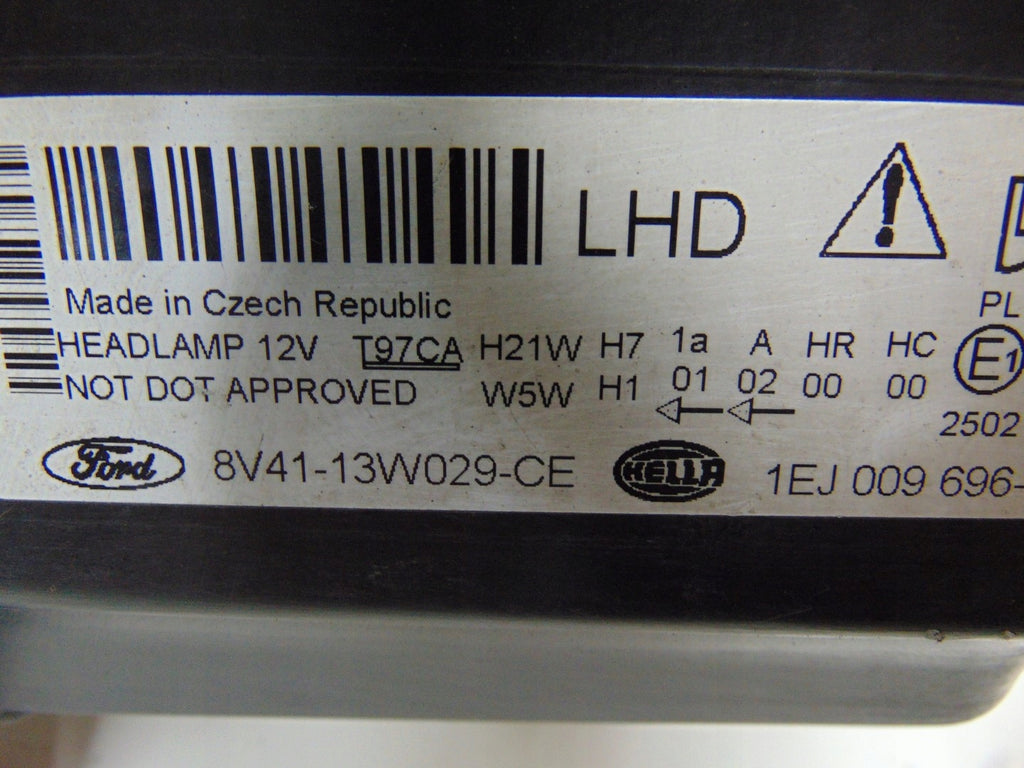 LHD
PL
Made in Czech Republic
HEADLAMP 12V T97CA H21W H7 1a A HR HC E1
NOT DOT APPROVED W5W H1 01 02 00 00
2502
Ford 8V41-13W029-CE HELLA 1EJ 009 696-